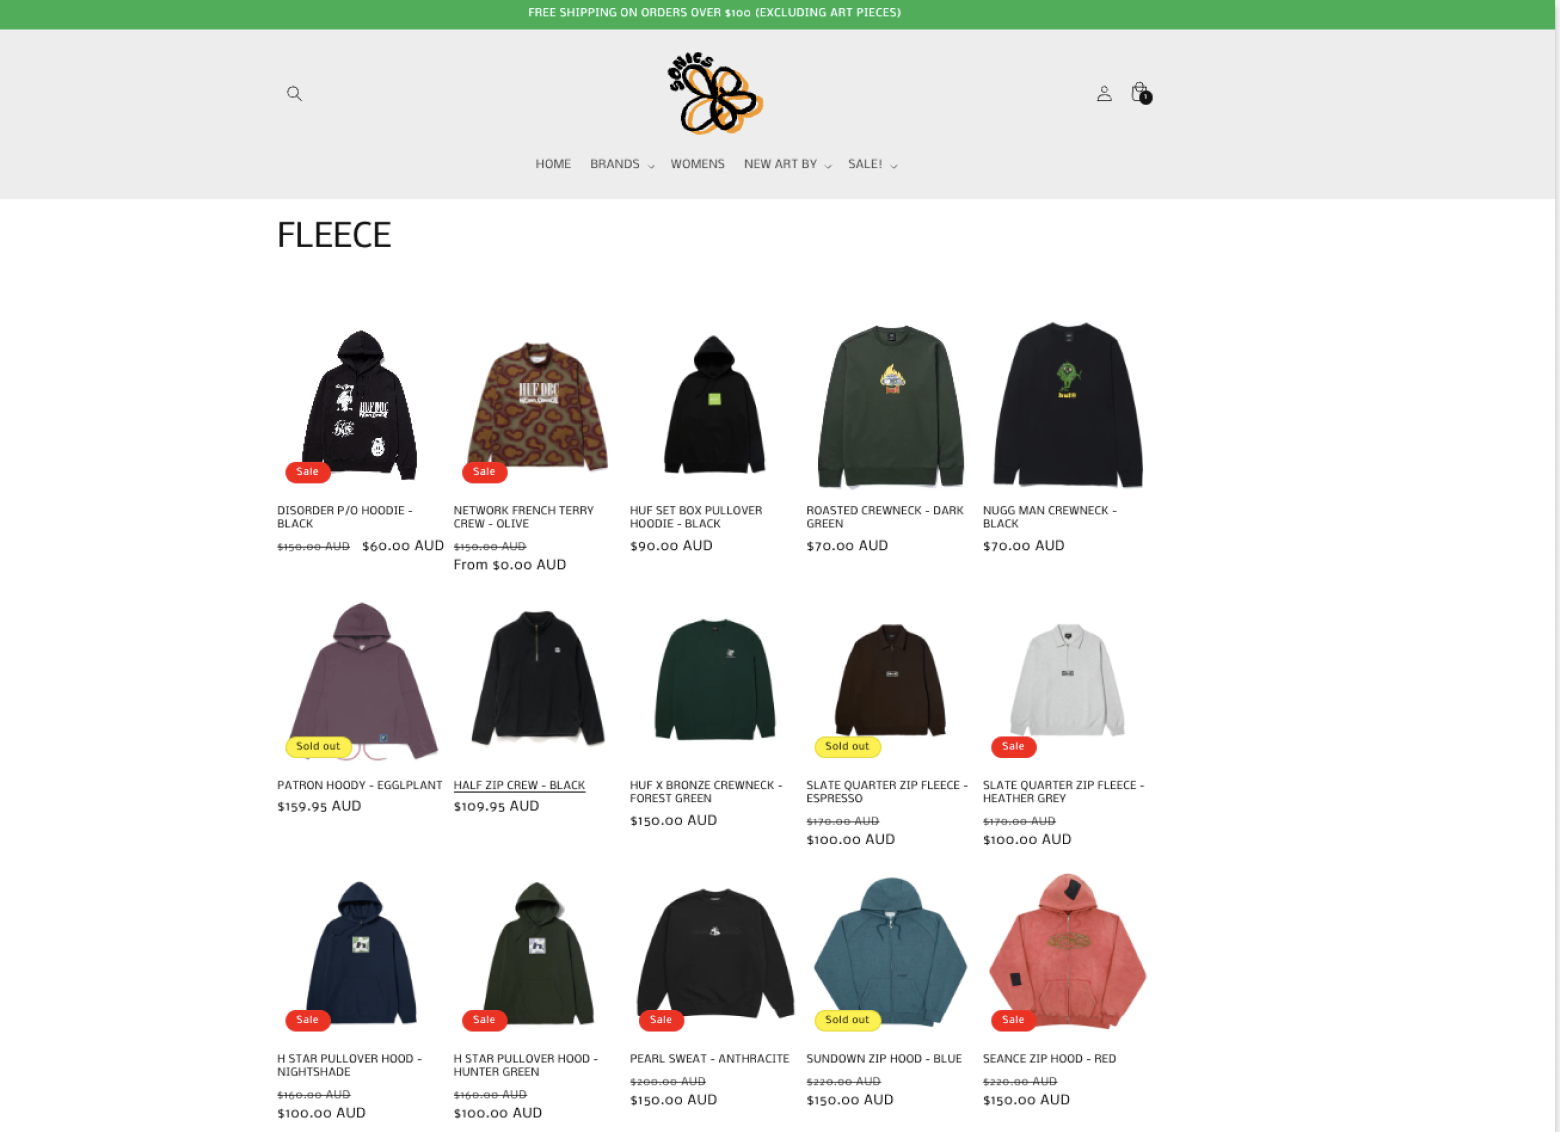 FREE SHIPPING ON ORDERS OVER $100 (EXCLUDING ART PIECES)
SONICS
1
HOME BRANDS WOMENS NEW ART BY SALE!
FLEECE
HUF DBC
HUF DBC
Sale Sale
DISORDER P/O HOODIE - BLACK
$150.00 AUD $60.00 AUD
NETWORK FRENCH TERRY CREW - OLIVE
$150.00 AUD
From $0.00 AUD
HUF SET BOX PULLOVER HOODIE - BLACK
$90.00 AUD
ROASTED CREWNECK - DARK GREEN
$70.00 AUD
NUGG MAN CREWNECK - BLACK
$70.00 AUD
Sold out
PATRON HOODY - EGGLPLANT
$159.95 AUD
HALF ZIP CREW - BLACK
$109.95 AUD
HUF X BRONZE CREWNECK - FOREST GREEN
$150.00 AUD
Sold out
SLATE QUARTER ZIP FLEECE - ESPRESSO
$170.00 AUD
$100.00 AUD
Sale
SLATE QUARTER ZIP FLEECE - HEATHER GREY
$170.00 AUD
$100.00 AUD
Sale
H STAR PULLOVER HOOD - NIGHTSHADE
$160.00 AUD
$100.00 AUD
Sale
H STAR PULLOVER HOOD - HUNTER GREEN
$160.00 AUD
$100.00 AUD
Sale
PEARL SWEAT - ANTHRACITE
$200.00 AUD
$150.00 AUD
Sold out
SUNDOWN ZIP HOOD - BLUE
$220.00 AUD
$150.00 AUD
Sale
SEANCE ZIP HOOD - RED
$220.00 AUD
$150.00 AUD